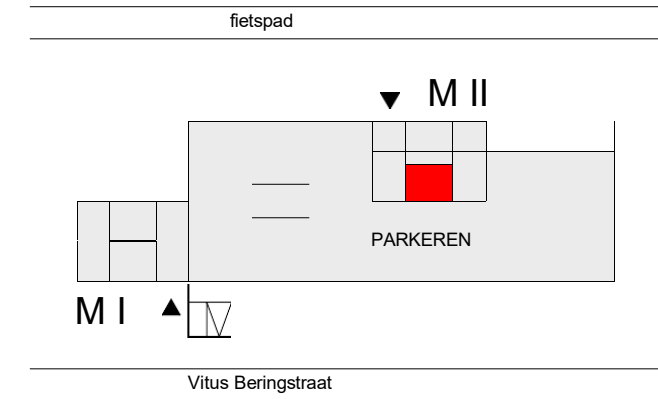 fietspad
M II
PARKEREN
M I
Vitus Beringstraat